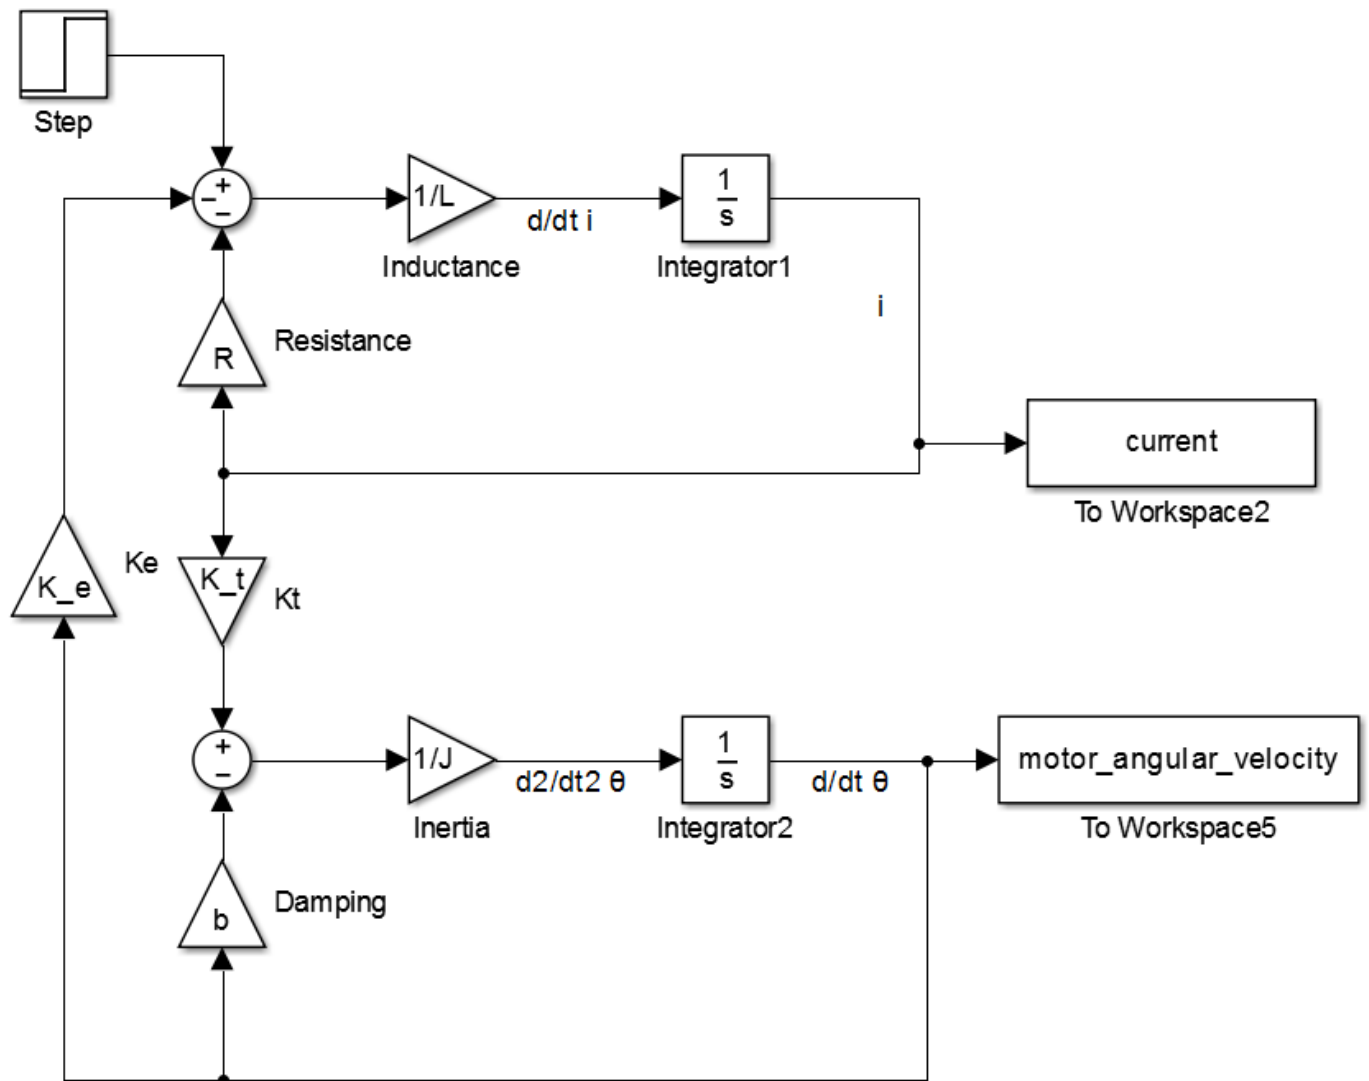 Step
+
−
−
1/L
d/dt i
Inductance
1
s
Integrator1
i
R
Resistance
current
To Workspace2
K_e
Ke
K_t
Kt
+
−
1/J
d2/dt2 θ
Inertia
1
s
Integrator2
d/dt θ
motor_angular_velocity
To Workspace5
b
Damping